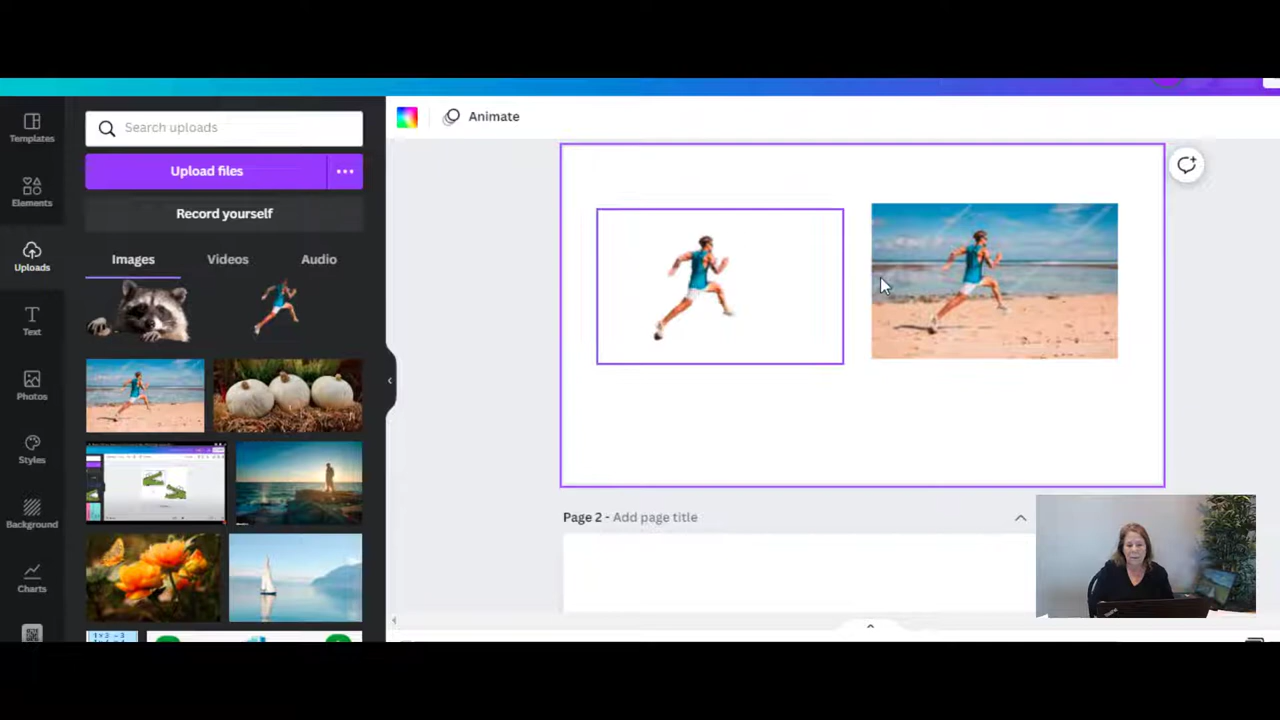 Templates
Elements
Uploads
Text
Photos
Styles
Background
Charts
Search uploads
Upload files
Record yourself
Images Videos Audio
Animate
Page 2 - Add page title